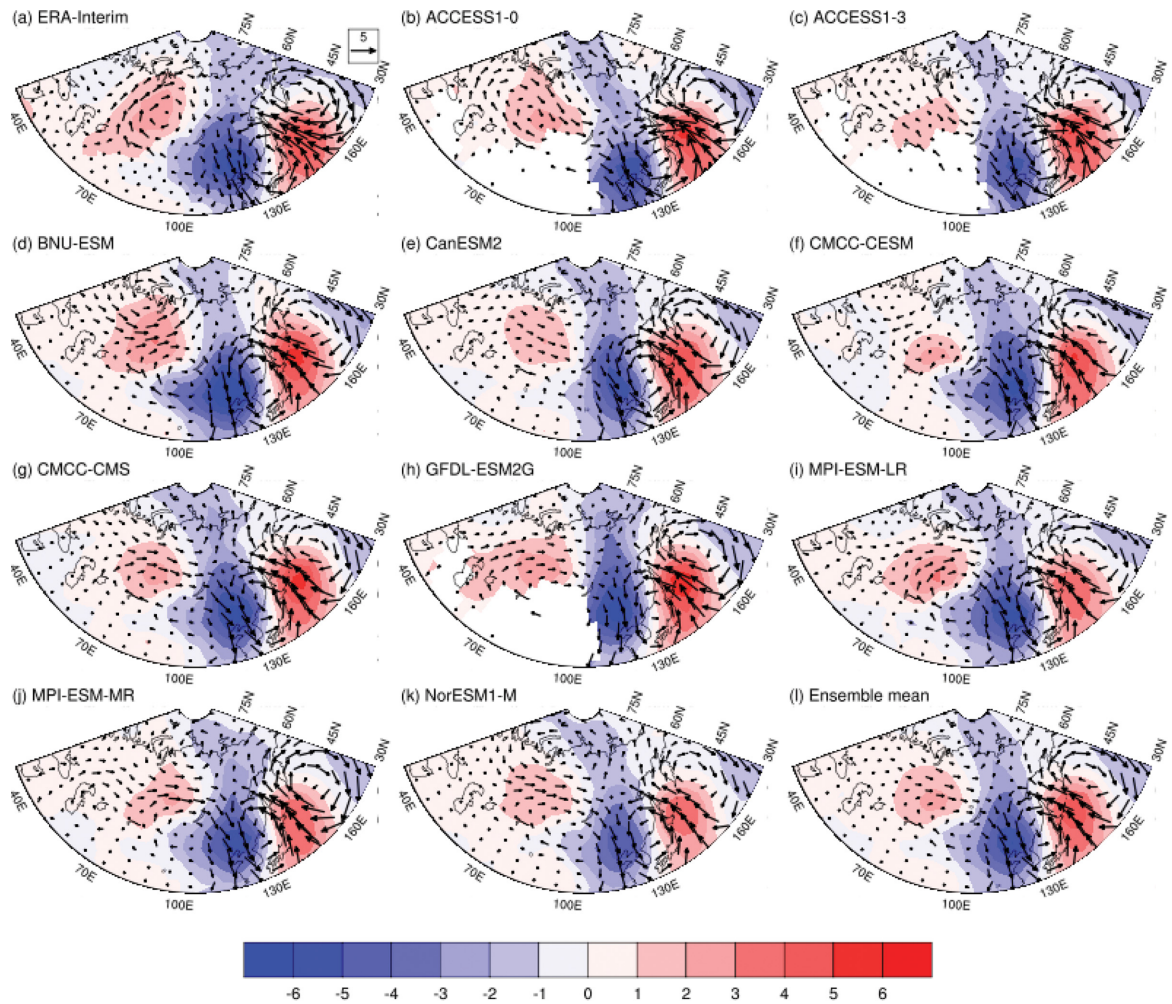 (a) ERA-Interim
(b) ACCESS1-0
(c) ACCESS1-3
5
75N
60N
45N
30N
40E
70E
100E
130E
160E
75N
60N
45N
30N
40E
70E
100E
130E
160E
75N
60N
45N
30N
40E
70E
100E
130E
160E
(d) BNU-ESM
(e) CanESM2
(f) CMCC-CESM
75N
60N
45N
30N
40E
70E
100E
130E
160E
75N
60N
45N
30N
40E
70E
100E
130E
160E
75N
60N
45N
30N
40E
70E
100E
130E
160E
(g) CMCC-CMS
(h) GFDL-ESM2G
(i) MPI-ESM-LR
75N
60N
45N
30N
40E
70E
100E
130E
160E
75N
60N
45N
30N
40E
70E
100E
130E
160E
75N
60N
45N
30N
40E
70E
100E
130E
160E
(j) MPI-ESM-MR
(k) NorESM1-M
(l) Ensemble mean
75N
60N
45N
30N
40E
70E
100E
130E
160E
75N
60N
45N
30N
40E
70E
100E
130E
160E
75N
60N
45N
30N
40E
70E
100E
130E
160E
-6 -5 -4 -3 -2 -1 0 1 2 3 4 5 6